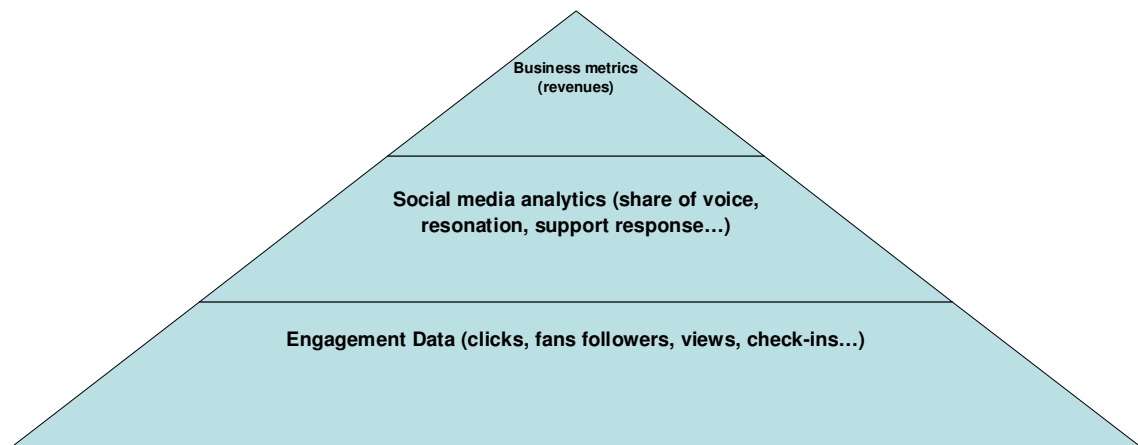 Business metrics
(revenues)
Social media analytics (share of voice,
resonation, support response…)
Engagement Data (clicks, fans followers, views, check-ins…)